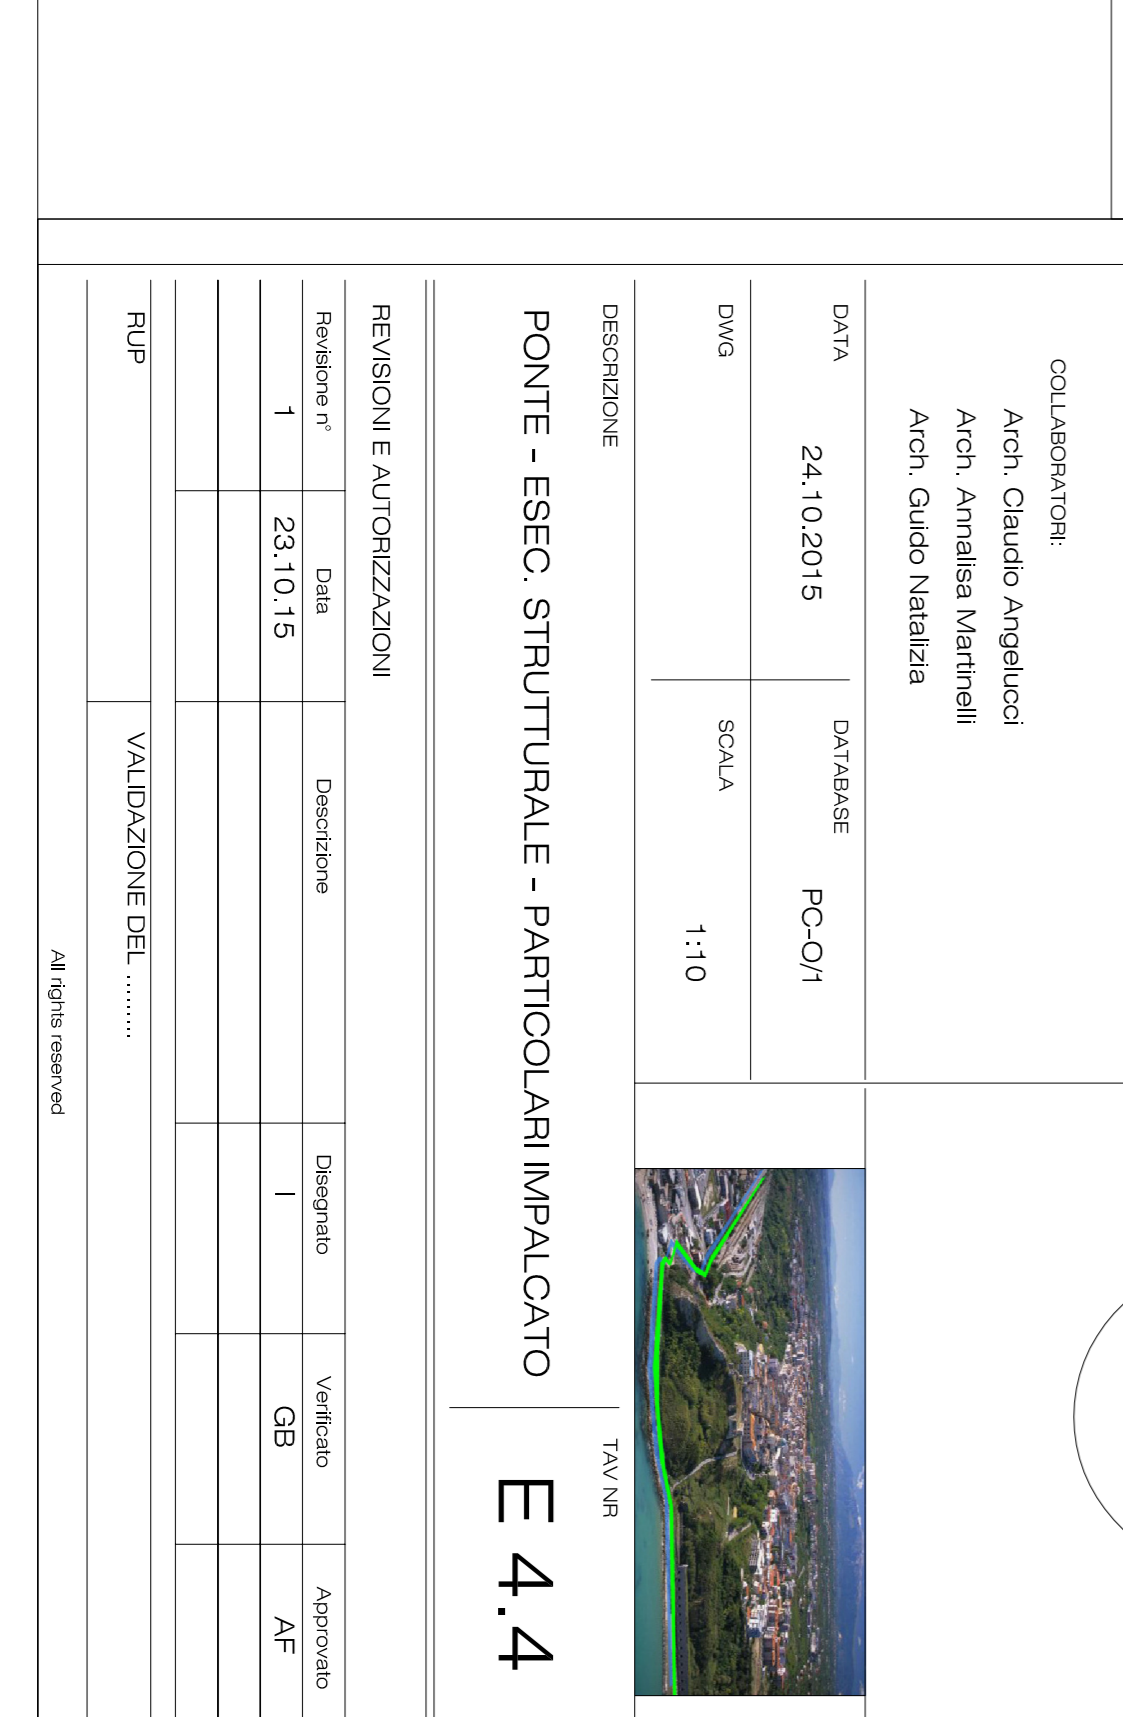 COLLABORATORI:
Arch. Claudio Angelucci
Arch. Annalisa Martinelli
Arch. Guido Natalizia
DATA
24.10.2015
DATABASE
PC-O/1
DWG
SCALA
1:10
DESCRIZIONE
PONTE - ESEC. STRUTTURALE - PARTICOLARI IMPALCATO
TAV NR
E 4.4
REVISIONI E AUTORIZZAZIONI
Revisione n° Data Descrizione Disegnato Verificato Approvato
1 23.10.15 I GB AF
RUP
VALIDAZIONE DEL .........
All rights reserved